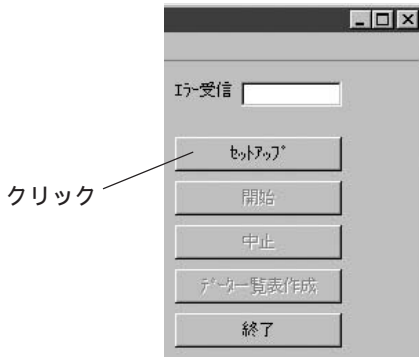 ｴﾗｰ受信
ｾｯﾄｱｯﾌﾟ
クリック
開始
中止
ﾃﾞｰﾀ一覧表作成
終了